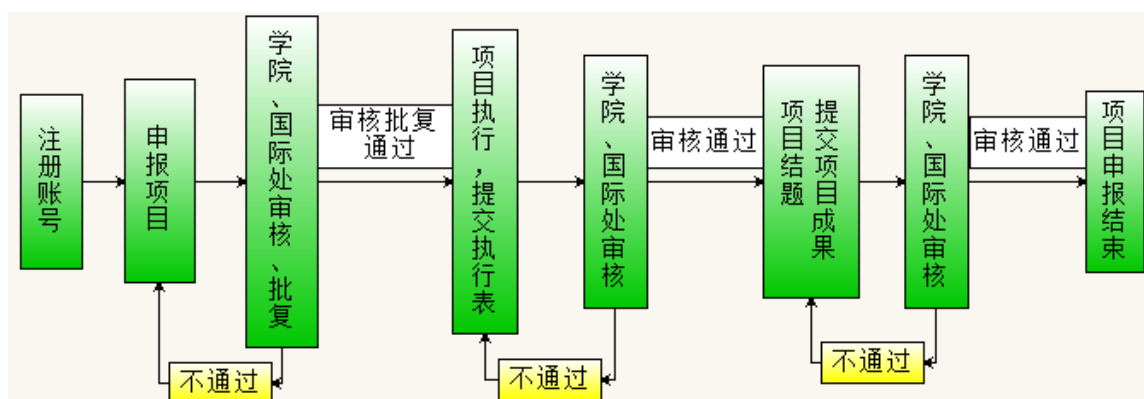 注册账号
申报项目
学院、国际处审核、批复
审核批复
通过
不通过
项目执行,提交执行表
学院、国际处审核
审核通过
不通过
提交项目成果
项目结题
学院、国际处审核
审核通过
不通过
项目申报结束